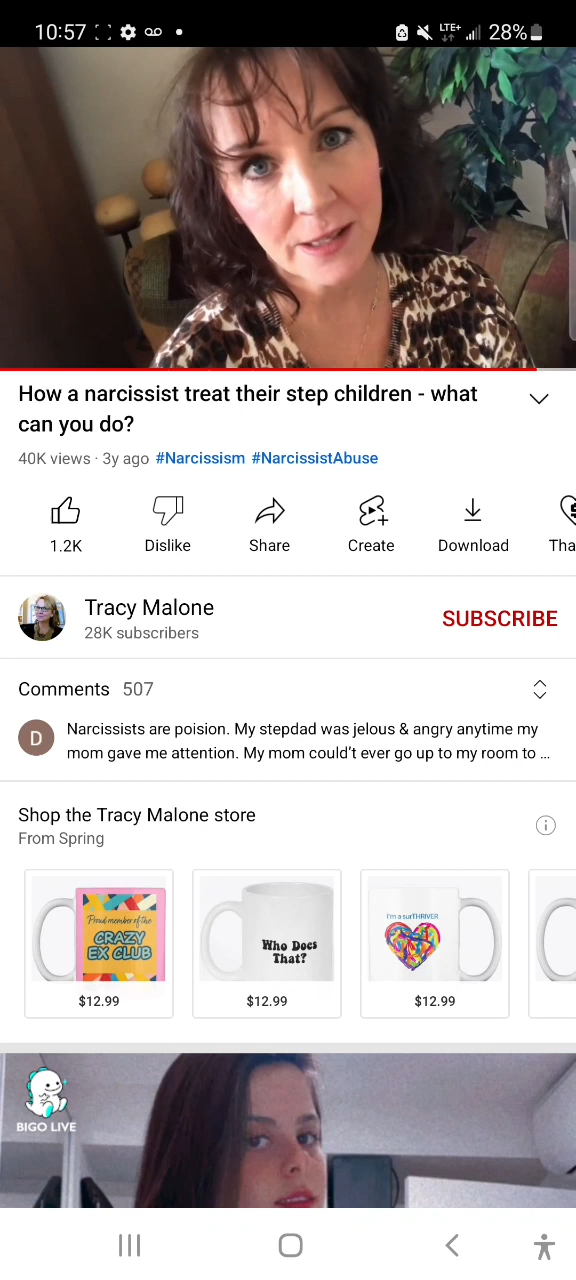 10:57
LTE+
28%
How a narcissist treat their step children - what
can you do?
40K views · 3y ago #Narcissism #NarcissistAbuse
1.2K
Dislike
Share
Create
Download
Tha
Tracy Malone
28K subscribers
SUBSCRIBE
Comments 507
D
Narcissists are poision. My stepdad was jelous & angry anytime my
mom gave me attention. My mom could't ever go up to my room to ...
Shop the Tracy Malone store
From Spring
Proud member of the
CRAZY
EX CLUB
$12.99
Who Does
That?
$12.99
I'm a surTHRIVER
$12.99
BIGO LIVE